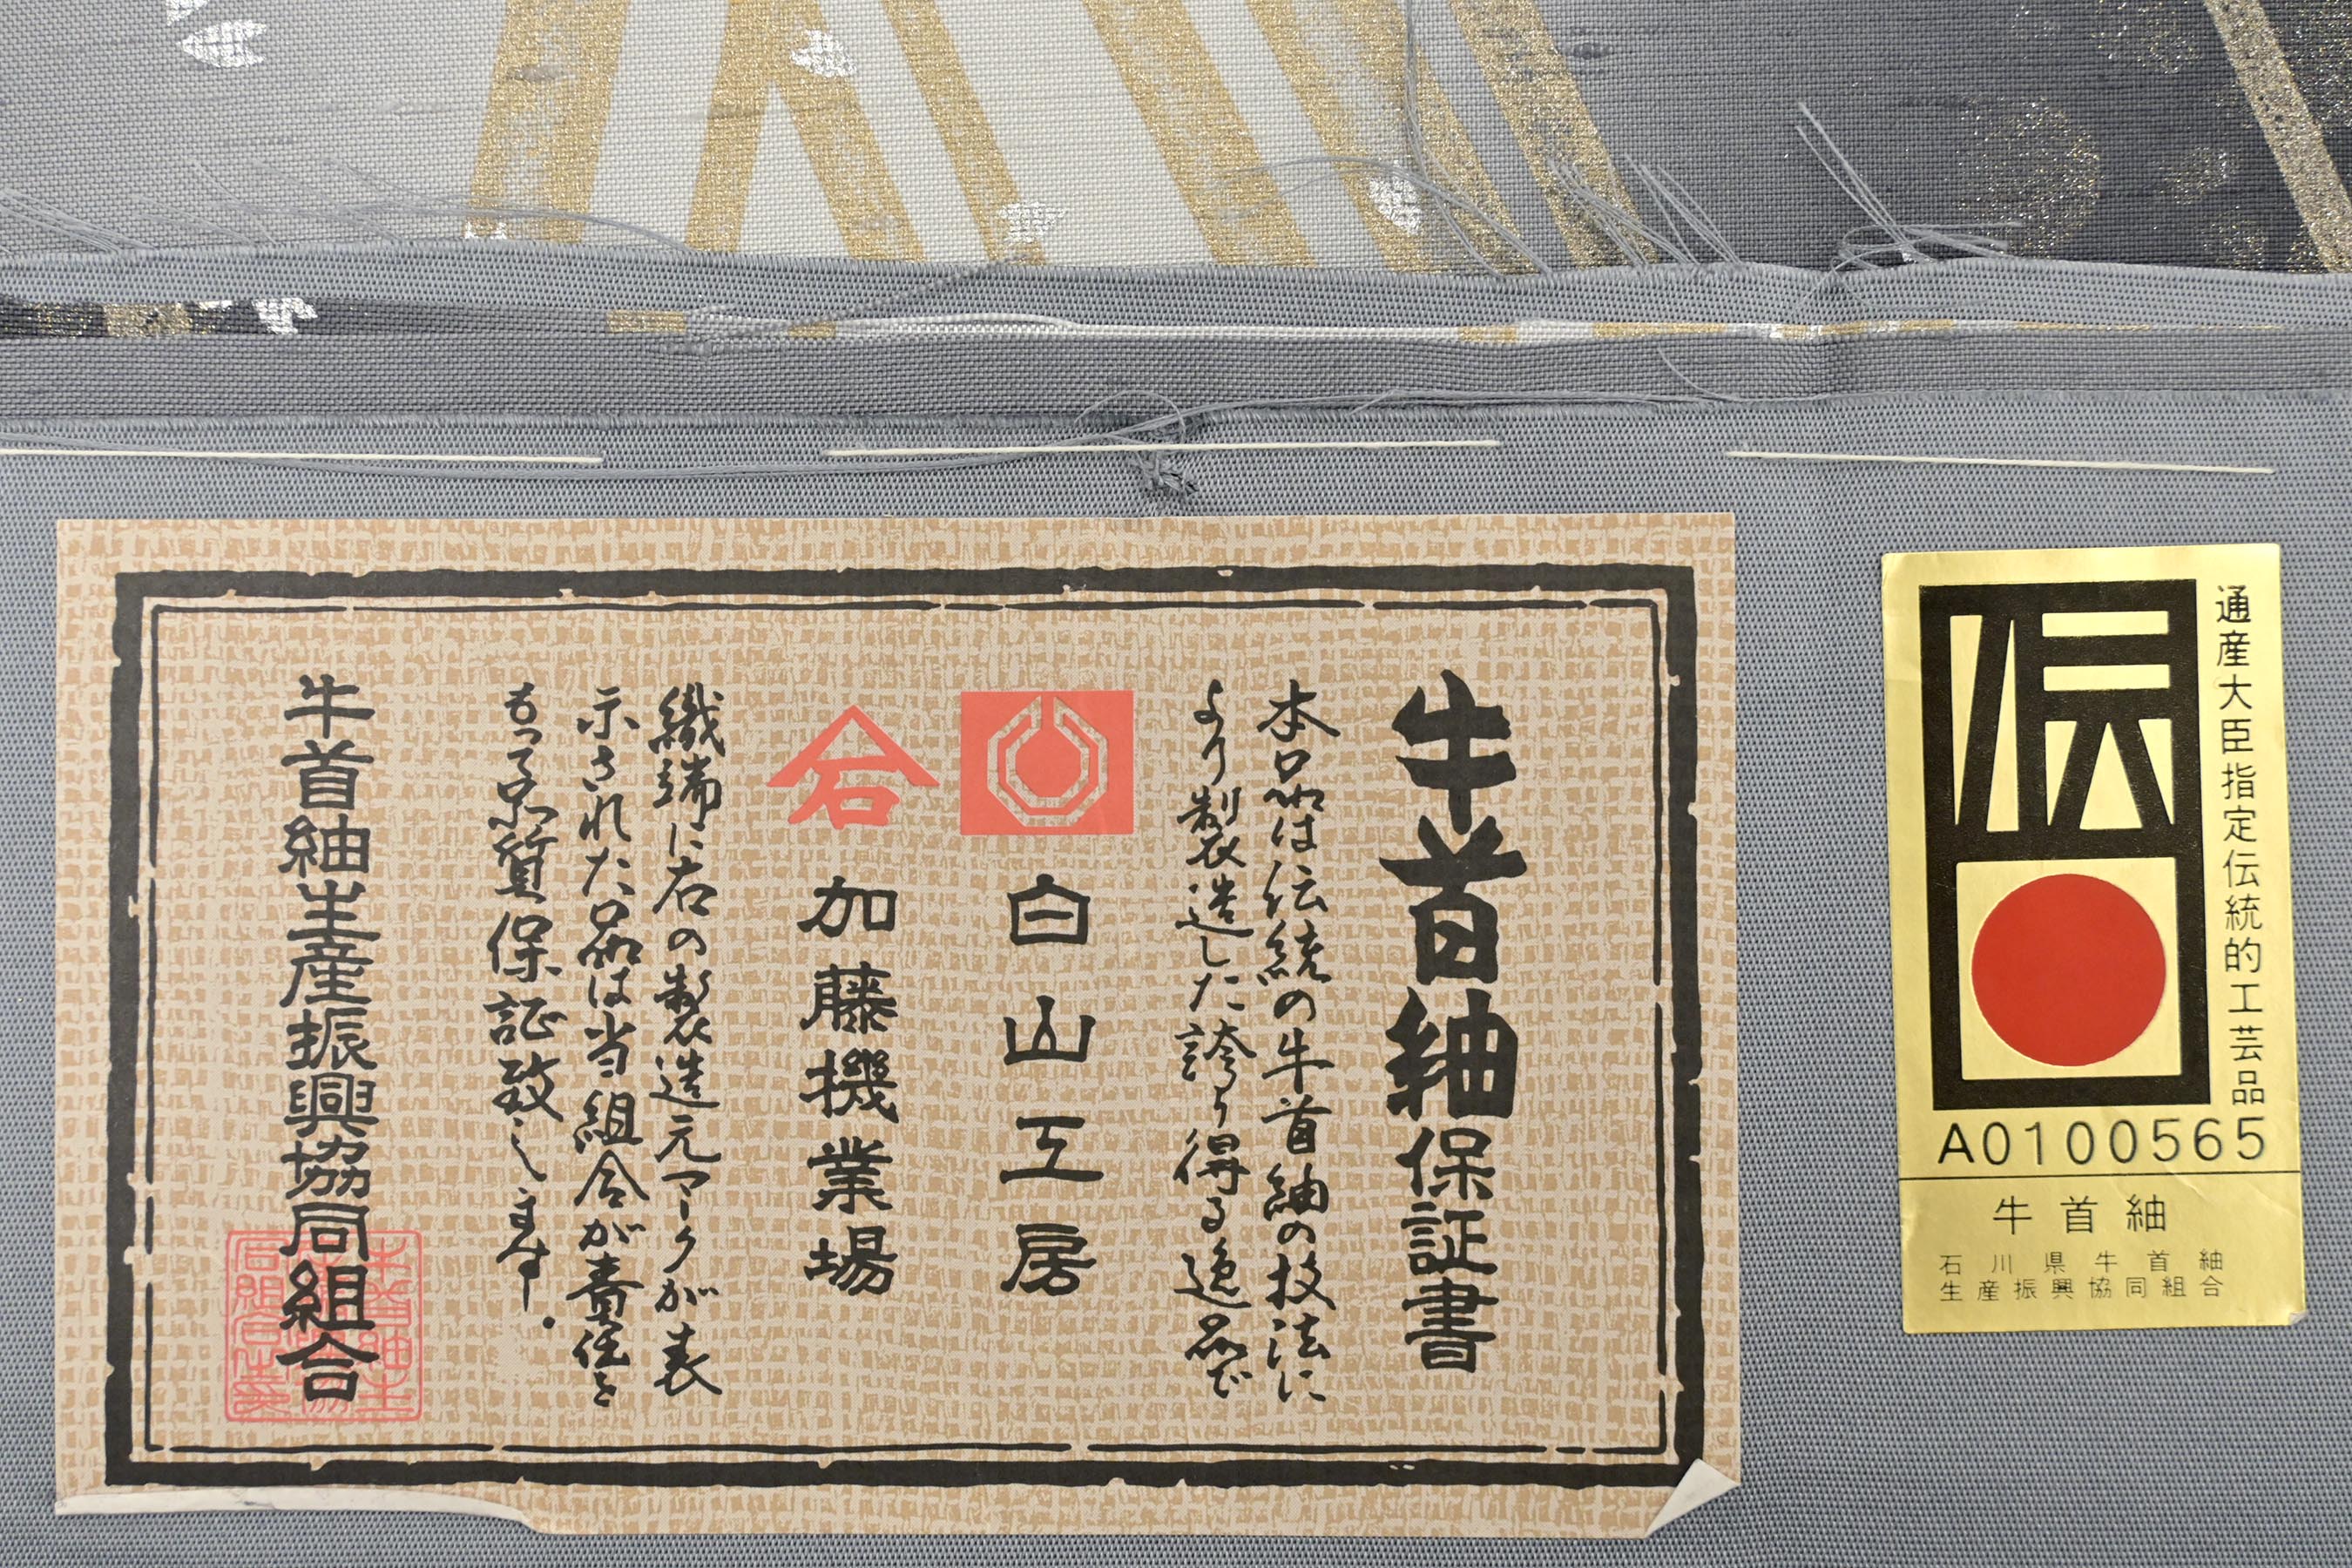 牛首紬保証書
本品は伝統の牛首紬の技法に
より製造した誇り得る逸品で
白山工房
石
加藤機業場
織端に右の製造元マークが表
示された品は当組合が責任を
もって品質保証致します.
牛首紬生産振興協同組合
通産大臣指定伝統的工芸品
伝
A0100565
牛首紬
石川県牛首紬
生産振興協同組合